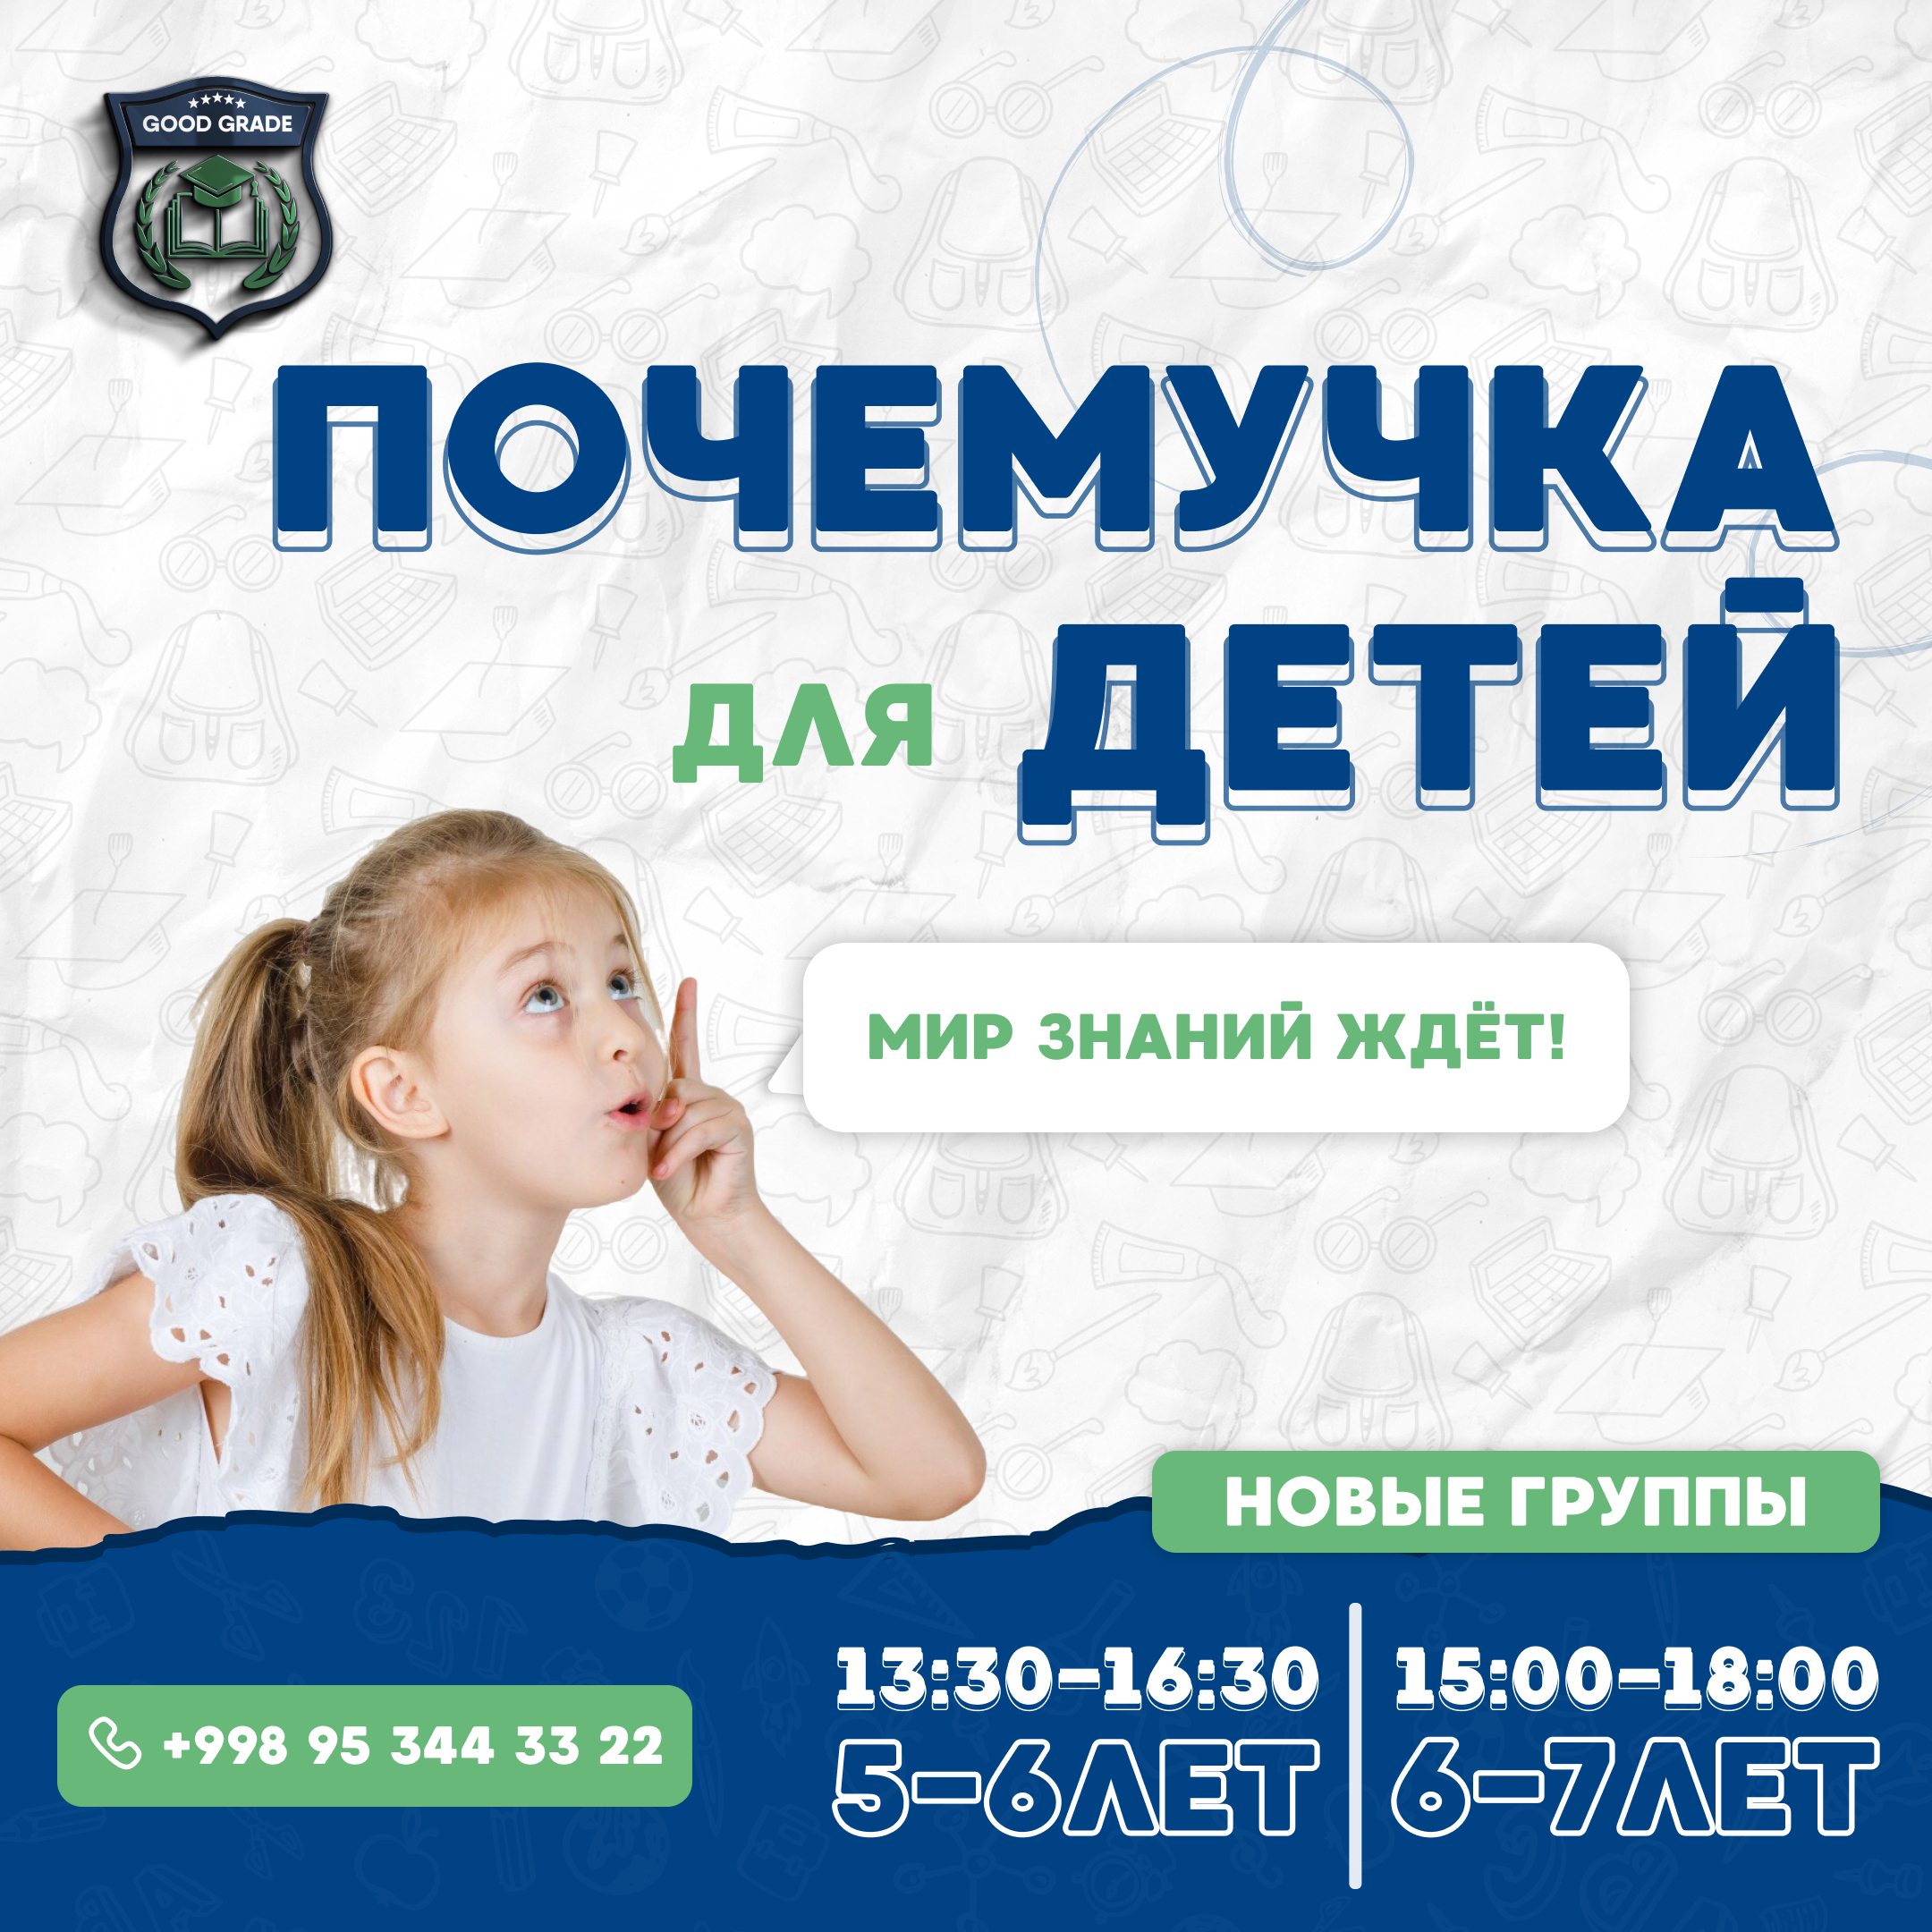 GOOD GRADE
ПОЧЕМУЧКА
ДЛЯ ДЕТЕЙ
МИР ЗНАНИЙ ЖДЁТ!
НОВЫЕ ГРУППЫ
13:30-16:30
5-6ЛЕТ
15:00-18:00
6-7ЛЕТ
+998 95 344 33 22